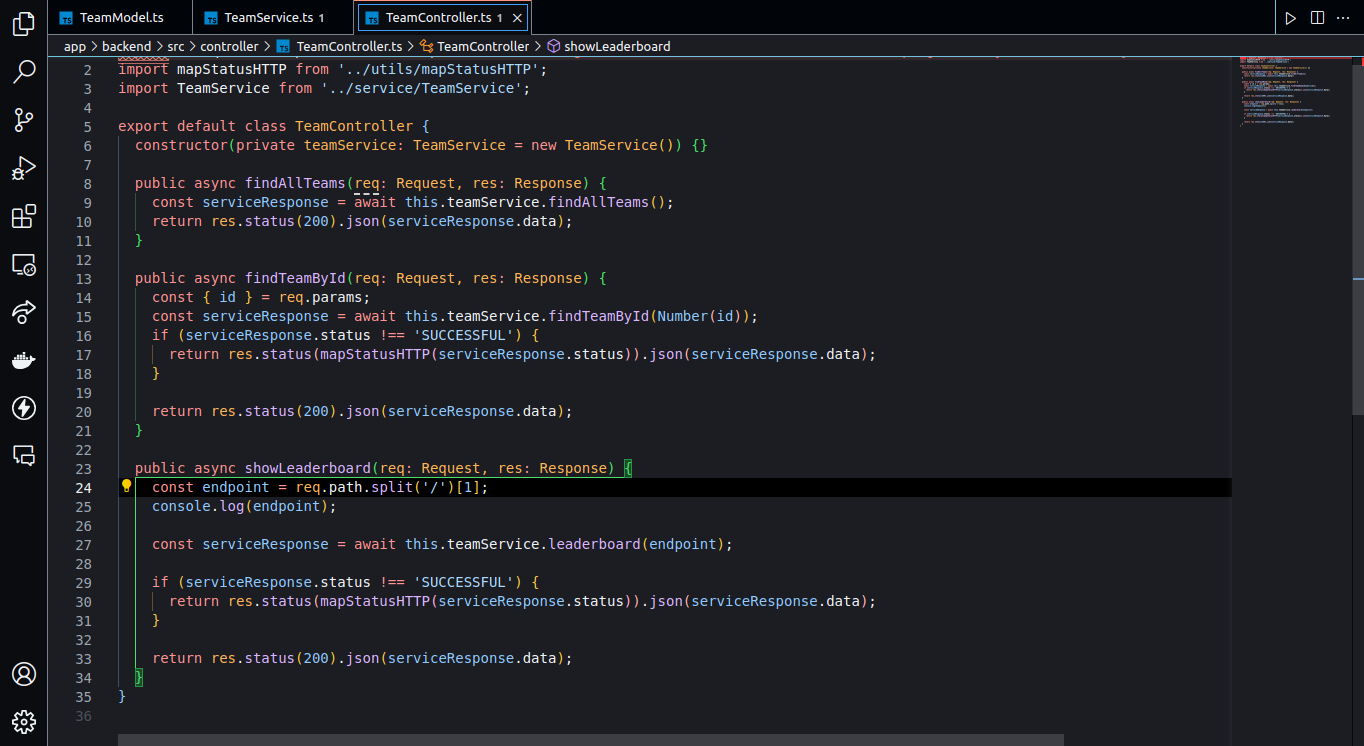 TS TeamModel.ts
TS TeamService.ts 1
TS TeamController.ts 1
app > backend > src > controller > TS TeamController.ts > TeamController > showLeaderboard
2 import mapStatusHTTP from '../utils/mapStatusHTTP';
3 import TeamService from '../service/TeamService';
4
5 export default class TeamController {
6 constructor(private teamService: TeamService = new TeamService()) {}
7
8 public async findAllTeams(req: Request, res: Response) {
9 const serviceResponse = await this.teamService.findAllTeams();
10 return res.status(200).json(serviceResponse.data);
11 }
12
13 public async findTeamById(req: Request, res: Response) {
14 const { id } = req.params;
15 const serviceResponse = await this.teamService.findTeamById(Number(id));
16 if (serviceResponse.status !== 'SUCCESSFUL') {
17 return res.status(mapStatusHTTP(serviceResponse.status)).json(serviceResponse.data);
18 }
19
20 return res.status(200).json(serviceResponse.data);
21 }
22
23 public async showLeaderboard(req: Request, res: Response) {
24 const endpoint = req.path.split('/')[1];
25 console.log(endpoint);
26
27 const serviceResponse = await this.teamService.leaderboard(endpoint);
28
29 if (serviceResponse.status !== 'SUCCESSFUL') {
30 return res.status(mapStatusHTTP(serviceResponse.status)).json(serviceResponse.data);
31 }
32
33 return res.status(200).json(serviceResponse.data);
34 }
35 }
36